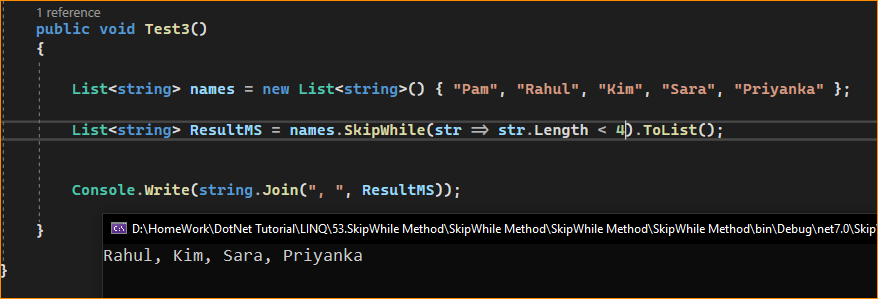 1 reference
public void Test3()
{
List<string> names = new List<string>() { "Pam", "Rahul", "Kim", "Sara", "Priyanka" };
List<string> ResultMS = names.SkipWhile(str => str.Length < 4).ToList();
Console.Write(string.Join(", ", ResultMS));
}
D:\HomeWork\DotNet Tutorial\LINQ\53.SkipWhile Method\SkipWhile Method\SkipWhile Method\SkipWhile Method\bin\Debug\net7.0\Skip
Rahul, Kim, Sara, Priyanka
}